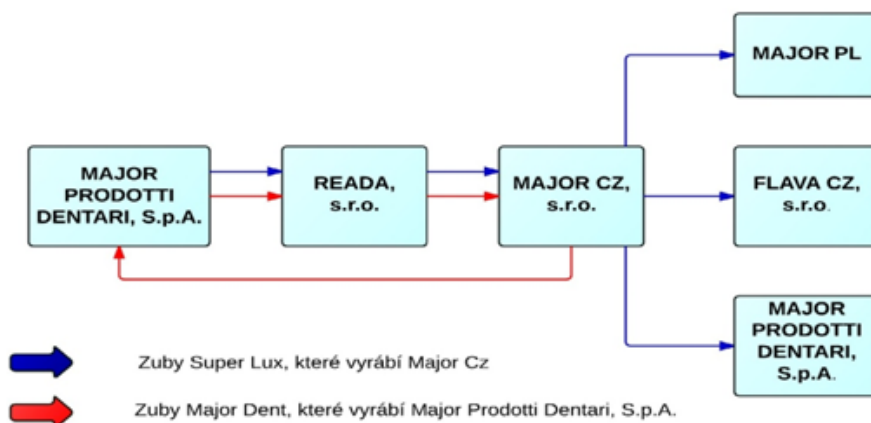 MAJOR PL
MAJOR
PRODOTTI
DENTARI, S.p.A.
READA,
s.r.o.
MAJOR CZ,
s.r.o.
FLAVA CZ,
s.r.o.
MAJOR
PRODOTTI
DENTARI,
S.p.A.
Zuby Super Lux, které vyrábí Major Cz
Zuby Major Dent, které vyrábí Major Prodotti Dentari, S.p.A.